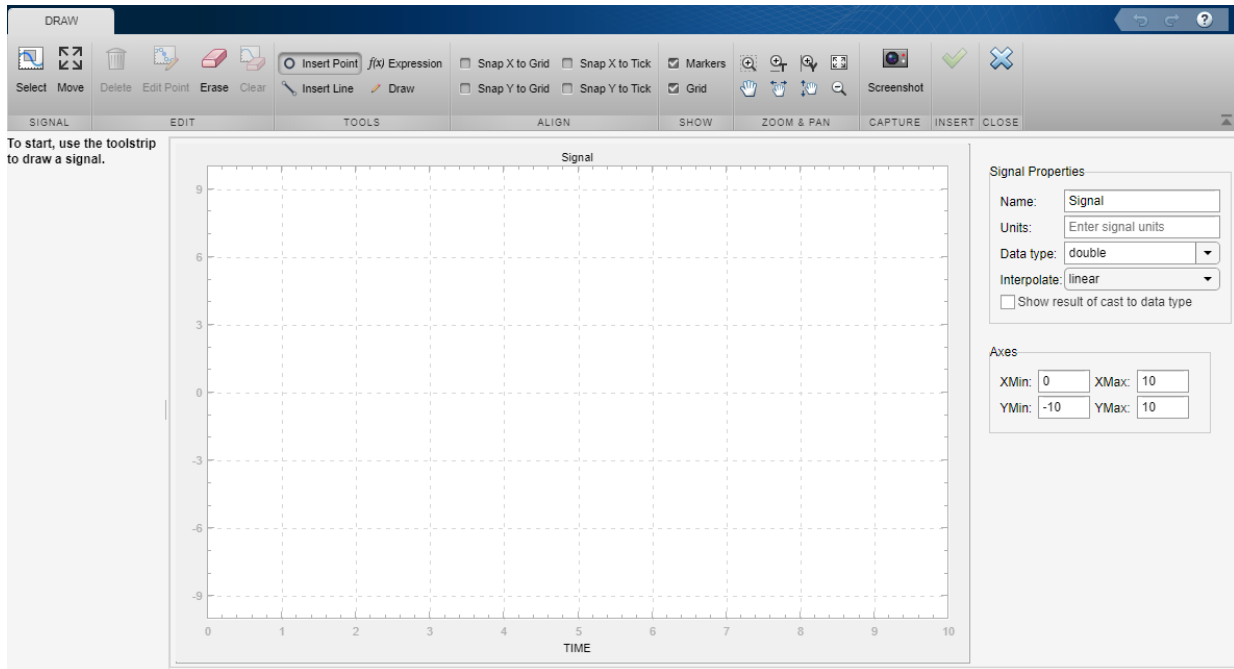 DRAW
?
Select Move Delete Edit Point Erase Clear
Insert Point f(x) Expression
Insert Line Draw
Snap X to Grid Snap X to Tick
Snap Y to Grid Snap Y to Tick
Markers
Grid
Screenshot
SIGNAL EDIT TOOLS ALIGN SHOW ZOOM & PAN CAPTURE INSERT CLOSE
To start, use the toolstrip
to draw a signal.
Signal
9
6
3
0
-3
-6
-9
0 1 2 3 4 5 6 7 8 9 10
TIME
Signal Properties
Name: Signal
Units: Enter signal units
Data type: double
Interpolate: linear
Show result of cast to data type
Axes
XMin: 0 XMax: 10
YMin: -10 YMax: 10